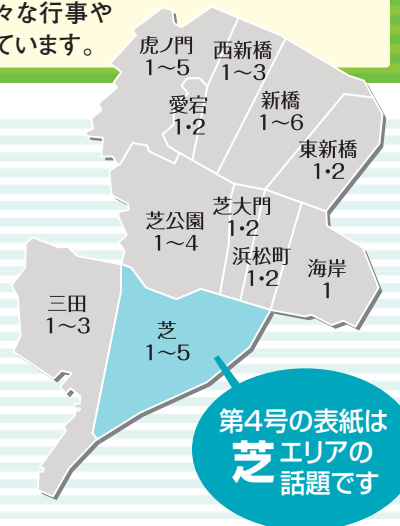 々な行事や
ています。
虎ノ門
1～5
西新橋
1～3
愛宕
1・2
新橋
1～6
東新橋
1・2
芝公園
1～4
芝大門
1・2
浜松町
1・2
海岸
1
三田
1～3
芝
1～5
第4号の表紙は
芝エリアの
話題です